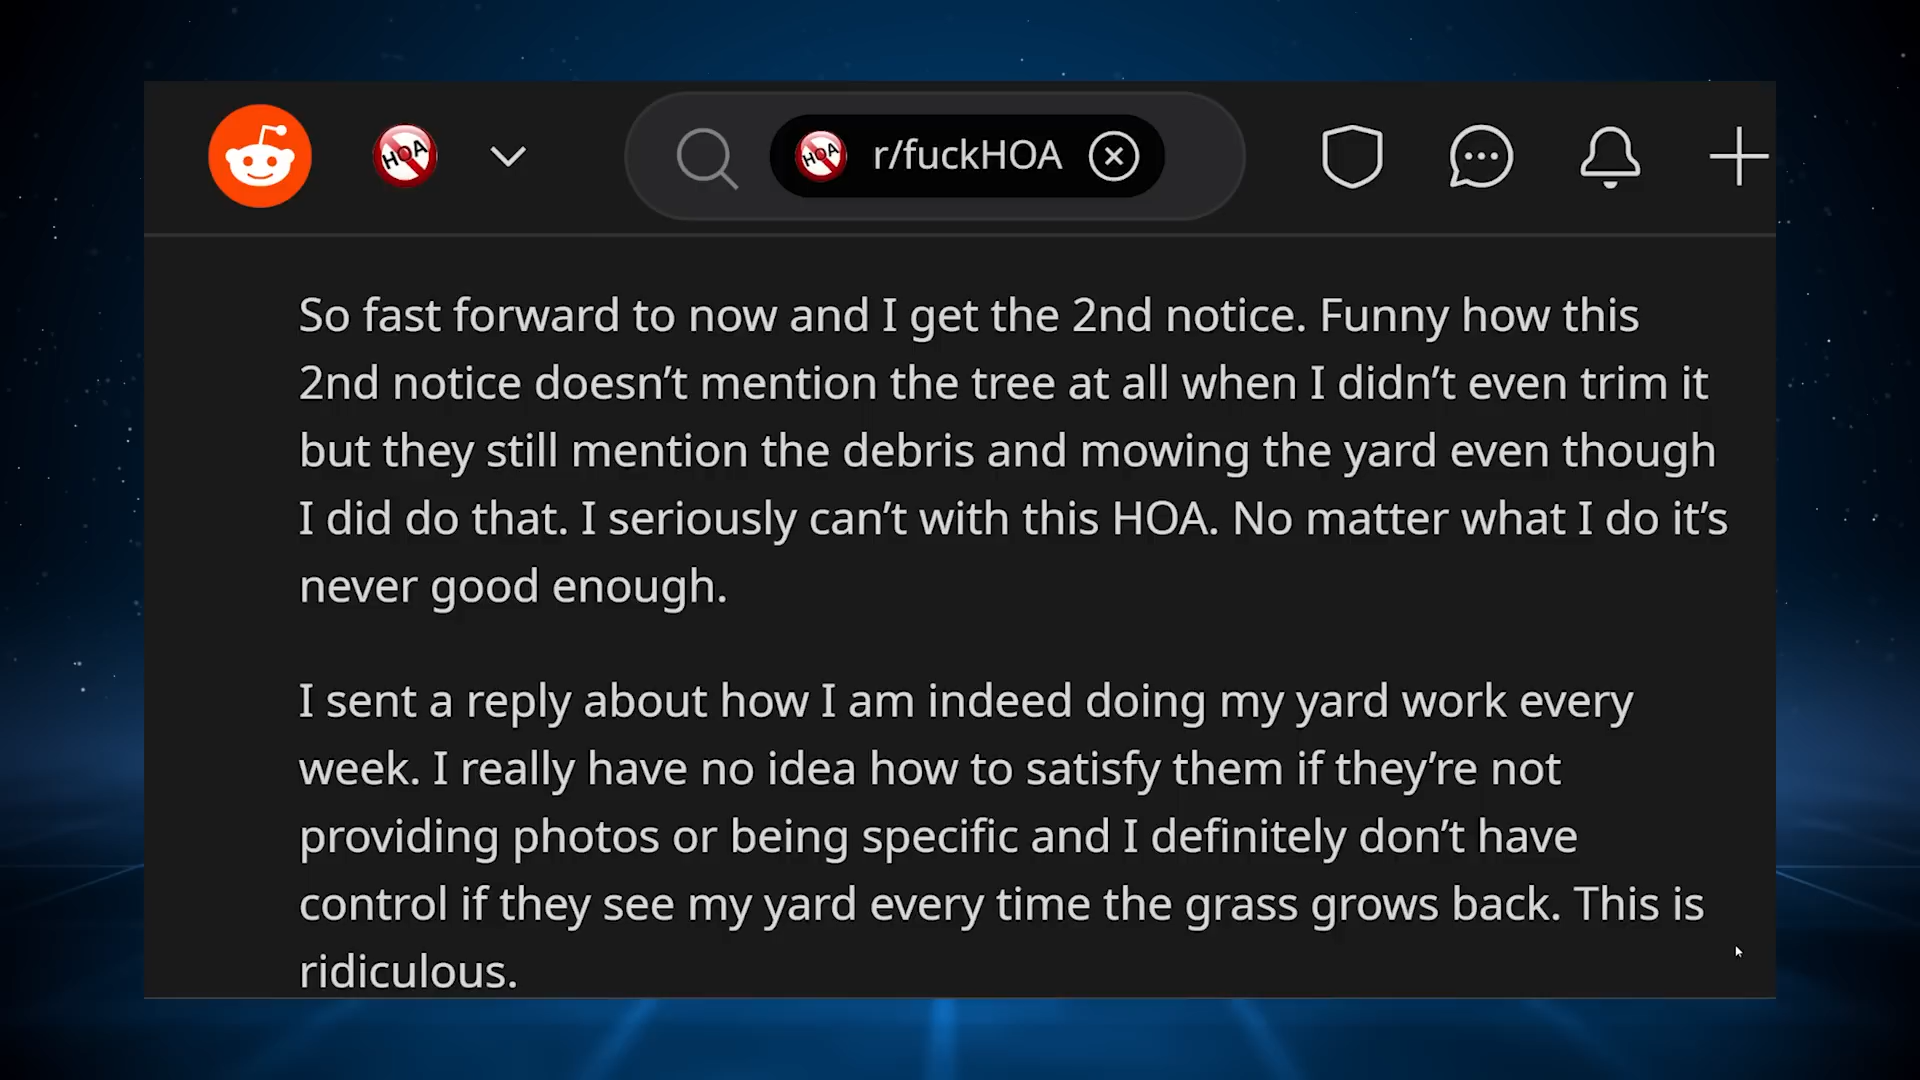 HOA
HOA r/fuckHOA
So fast forward to now and I get the 2nd notice. Funny how this
2nd notice doesn’t mention the tree at all when I didn’t even trim it
but they still mention the debris and mowing the yard even though
I did do that. I seriously can’t with this HOA. No matter what I do it’s
never good enough.
I sent a reply about how I am indeed doing my yard work every
week. I really have no idea how to satisfy them if they’re not
providing photos or being specific and I definitely don’t have
control if they see my yard every time the grass grows back. This is
ridiculous.